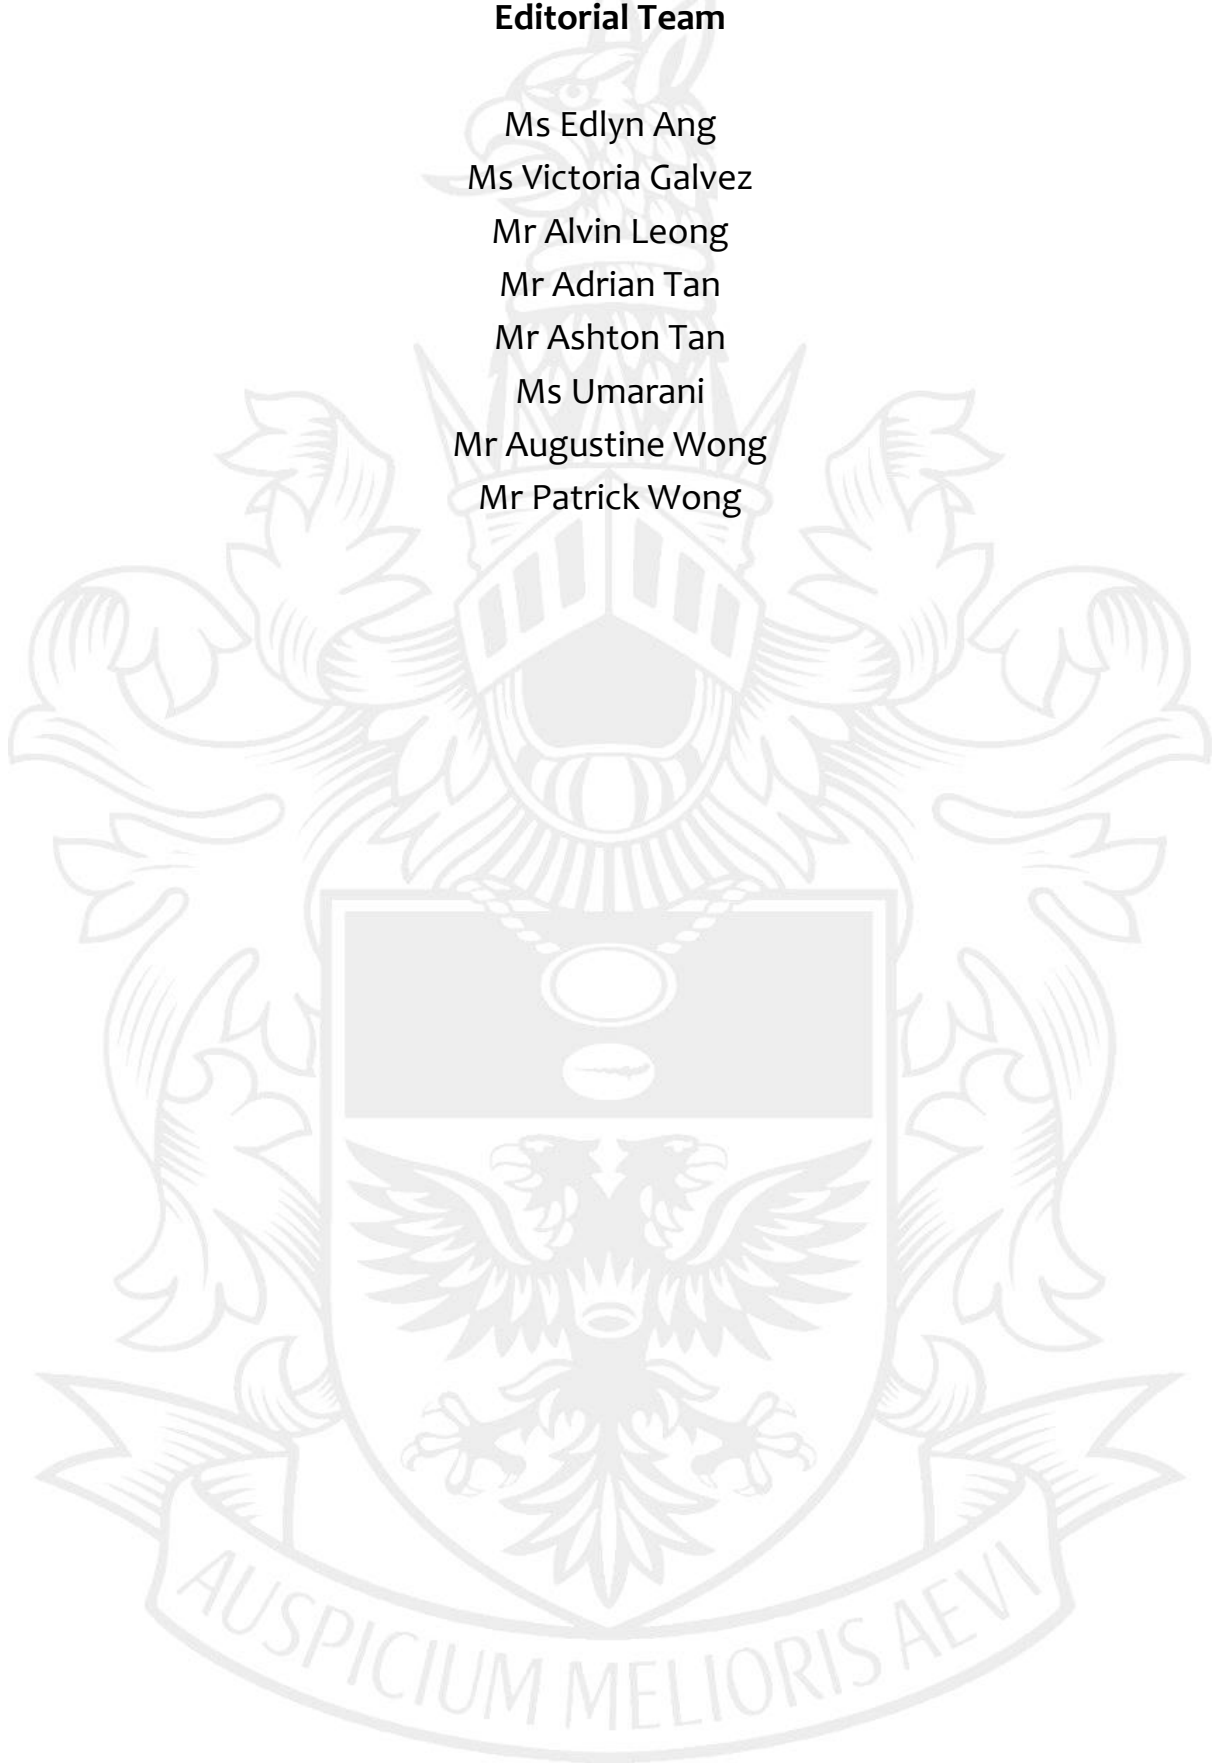 Editorial Team
Ms Edlyn Ang
Ms Victoria Galvez
Mr Alvin Leong
Mr Adrian Tan
Mr Ashton Tan
Ms Umarani
Mr Augustine Wong
Mr Patrick Wong
AUSPICIUM MELIORIS AEVI